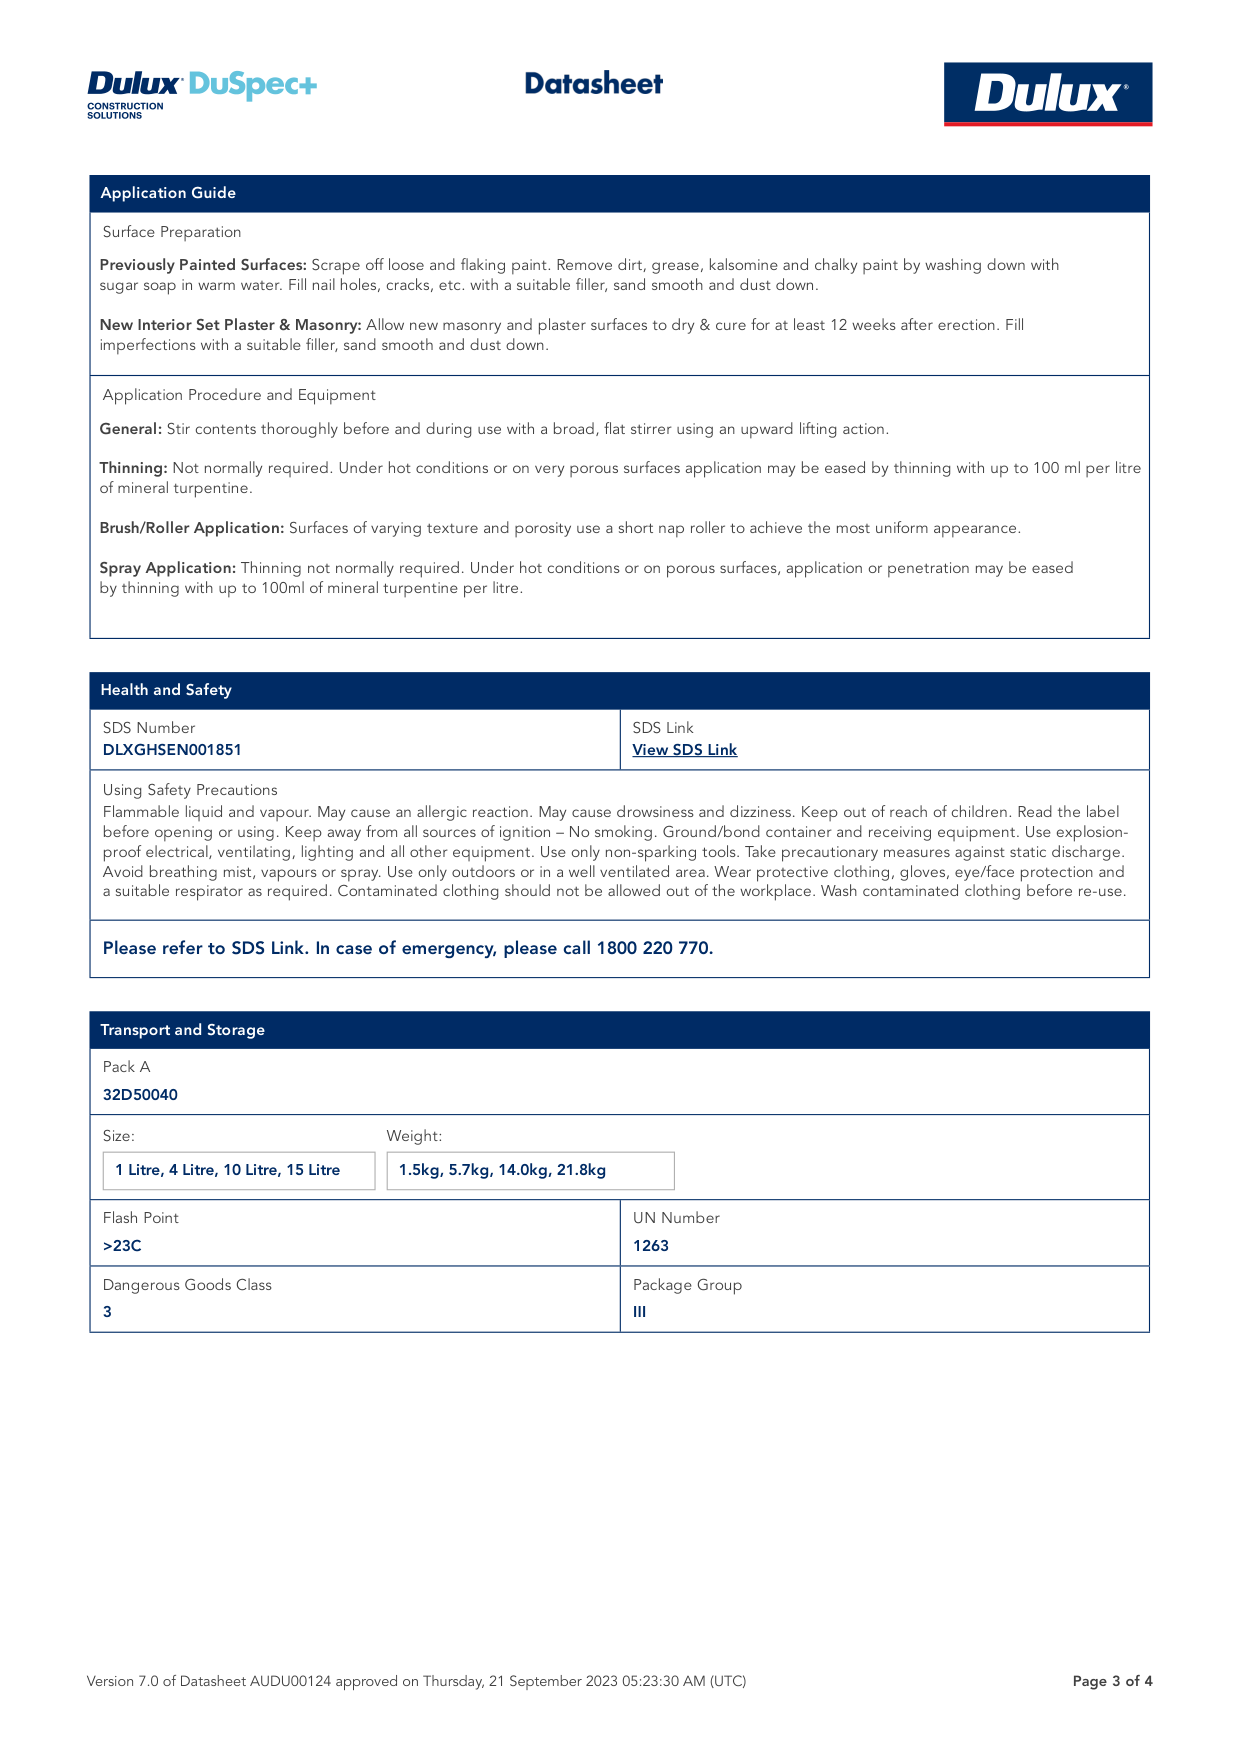 Dulux DuSpec+
CONSTRUCTION
SOLUTIONS
Datasheet
Dulux®
Application Guide
Surface Preparation
Previously Painted Surfaces: Scrape off loose and flaking paint. Remove dirt, grease, kalsomine and chalky paint by washing down with
sugar soap in warm water. Fill nail holes, cracks, etc. with a suitable filler, sand smooth and dust down.
New Interior Set Plaster & Masonry: Allow new masonry and plaster surfaces to dry & cure for at least 12 weeks after erection. Fill
imperfections with a suitable filler, sand smooth and dust down.
Application Procedure and Equipment
General: Stir contents thoroughly before and during use with a broad, flat stirrer using an upward lifting action.
Thinning: Not normally required. Under hot conditions or on very porous surfaces application may be eased by thinning with up to 100 ml per litre
of mineral turpentine.
Brush/Roller Application: Surfaces of varying texture and porosity use a short nap roller to achieve the most uniform appearance.
Spray Application: Thinning not normally required. Under hot conditions or on porous surfaces, application or penetration may be eased
by thinning with up to 100ml of mineral turpentine per litre.
Health and Safety
SDS Number
DLXGHSEN001851
SDS Link
View SDS Link
Using Safety Precautions
Flammable liquid and vapour. May cause an allergic reaction. May cause drowsiness and dizziness. Keep out of reach of children. Read the label
before opening or using. Keep away from all sources of ignition – No smoking. Ground/bond container and receiving equipment. Use explosion-
proof electrical, ventilating, lighting and all other equipment. Use only non-sparking tools. Take precautionary measures against static discharge.
Avoid breathing mist, vapours or spray. Use only outdoors or in a well ventilated area. Wear protective clothing, gloves, eye/face protection and
a suitable respirator as required. Contaminated clothing should not be allowed out of the workplace. Wash contaminated clothing before re-use.
Please refer to SDS Link. In case of emergency, please call 1800 220 770.
Transport and Storage
Pack A
32D50040
Size:
1 Litre, 4 Litre, 10 Litre, 15 Litre
Weight:
1.5kg, 5.7kg, 14.0kg, 21.8kg
Flash Point
>23C
UN Number
1263
Dangerous Goods Class
3
Package Group
III
Version 7.0 of Datasheet AUDU00124 approved on Thursday, 21 September 2023 05:23:30 AM (UTC)
Page 3 of 4